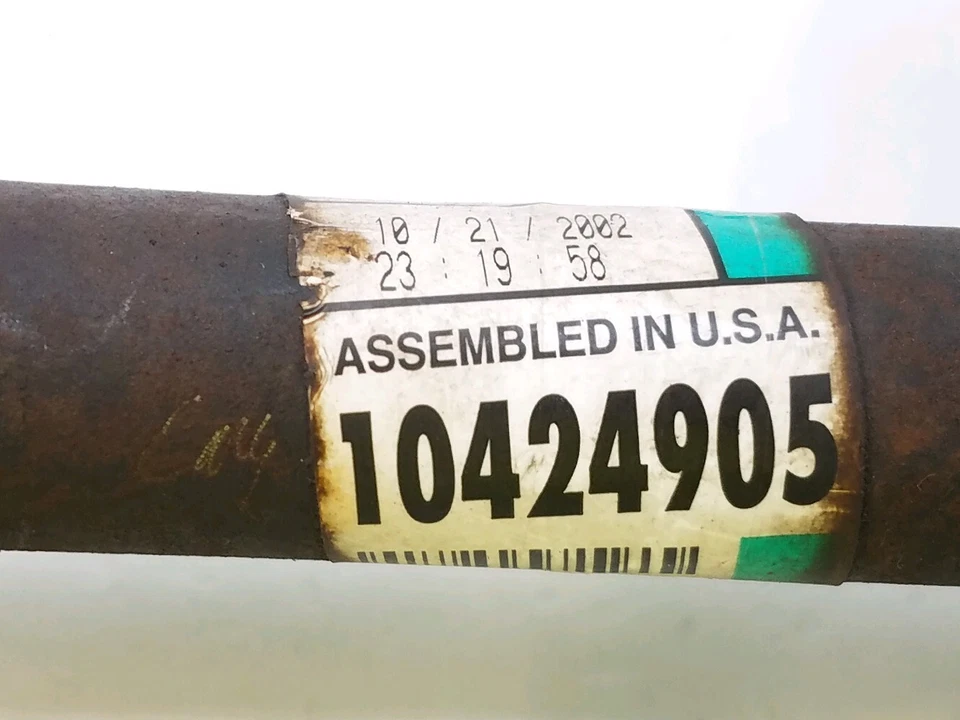 10 / 21 / 2002
23 : 19 : 58
ASSEMBLED IN U.S.A.
10424905